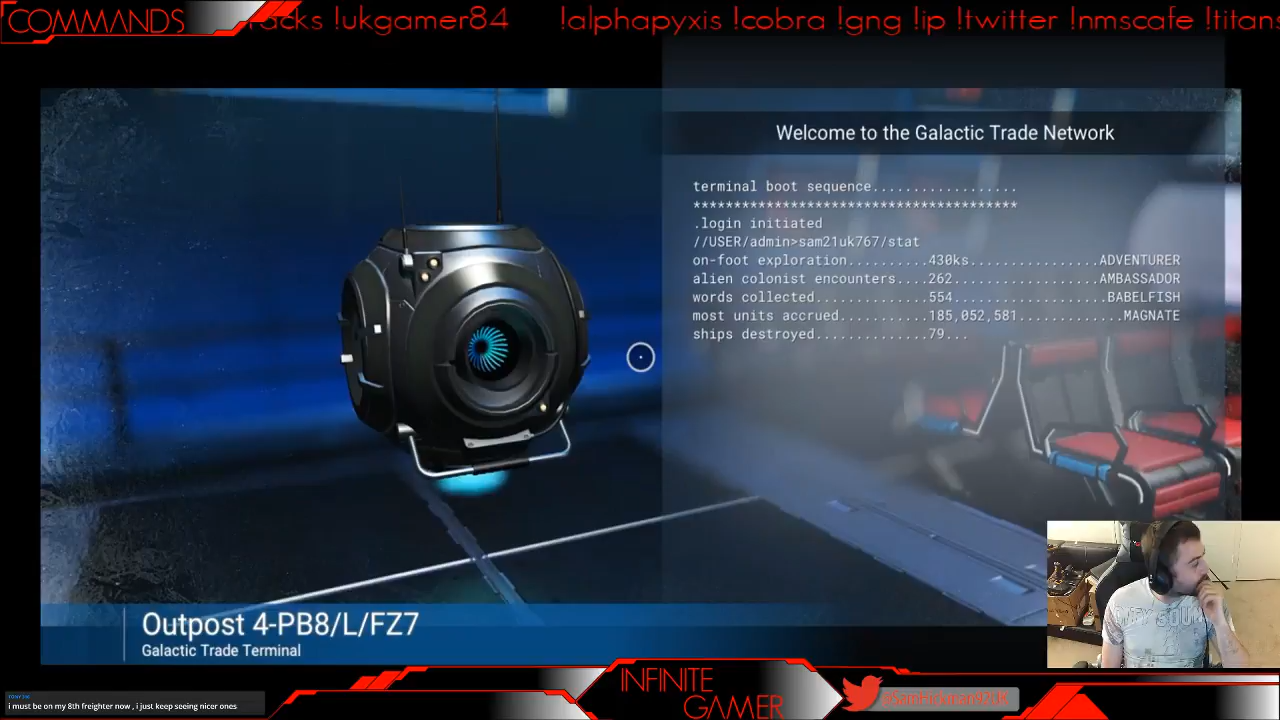 COMMANDS
acks !ukgamer84 !alphapyxis !cobra !gng !ip !twitter !nmscafe !titans
Welcome to the Galactic Trade Network
terminal boot sequence..................
****************************************
.login initiated
//USER/admin>sam21uk767/stat
on-foot exploration..........430ks................ADVENTURER
alien colonist encounters....262..................AMBASSADOR
words collected..............554...................BABELFISH
most units accrued...........185,052,581.............MAGNATE
ships destroyed..............79...
Outpost 4-PB8/L/FZ7
Galactic Trade Terminal
i must be on my 8th freighter now , i just keep seeing nicer ones
INFINITE
GAMER
@SamHickman92UK